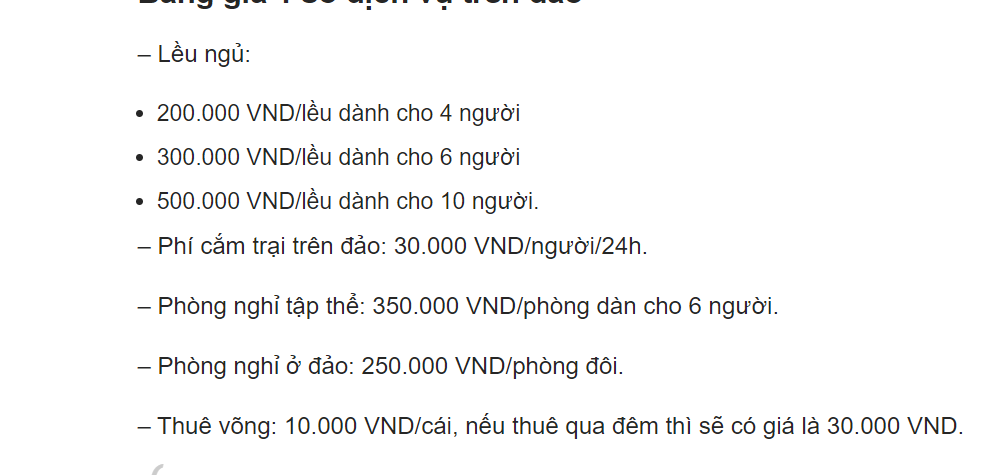 – Lều ngủ:
• 200.000 VND/lều dành cho 4 người
• 300.000 VND/lều dành cho 6 người
• 500.000 VND/lều dành cho 10 người.
– Phí cắm trại trên đảo: 30.000 VND/người/24h.
– Phòng nghỉ tập thể: 350.000 VND/phòng dàn cho 6 người.
– Phòng nghỉ ở đảo: 250.000 VND/phòng đôi.
– Thuê võng: 10.000 VND/cái, nếu thuê qua đêm thì sẽ có giá là 30.000 VND.